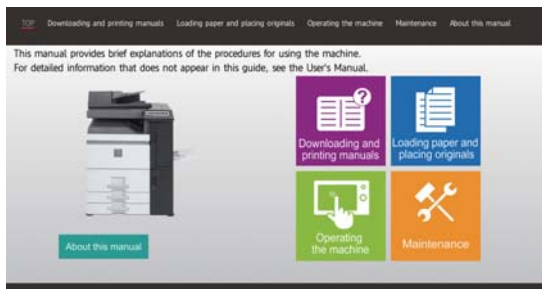 TOP Downloading and printing manuals Loading paper and placing originals Operating the machine Maintenance About this manual
This manual provides brief explanations of the procedures for using the machine.
For detailed information that does not appear in this guide, see the User's Manual.
?
Downloading and
printing manuals
Loading paper and
placing originals
Operating
the machine
Maintenance
About this manual